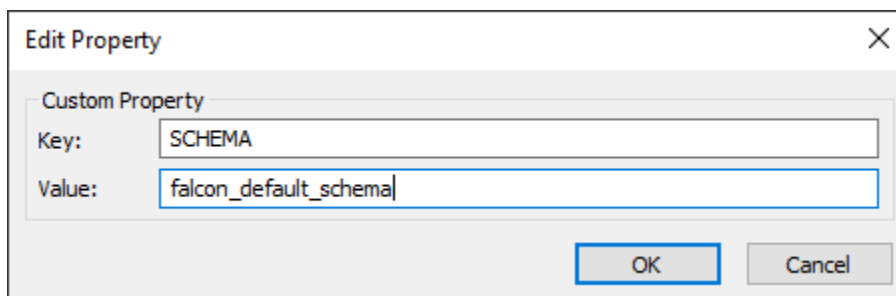 Edit Property
Custom Property
Key: SCHEMA
Value: falcon_default_schema
OK Cancel